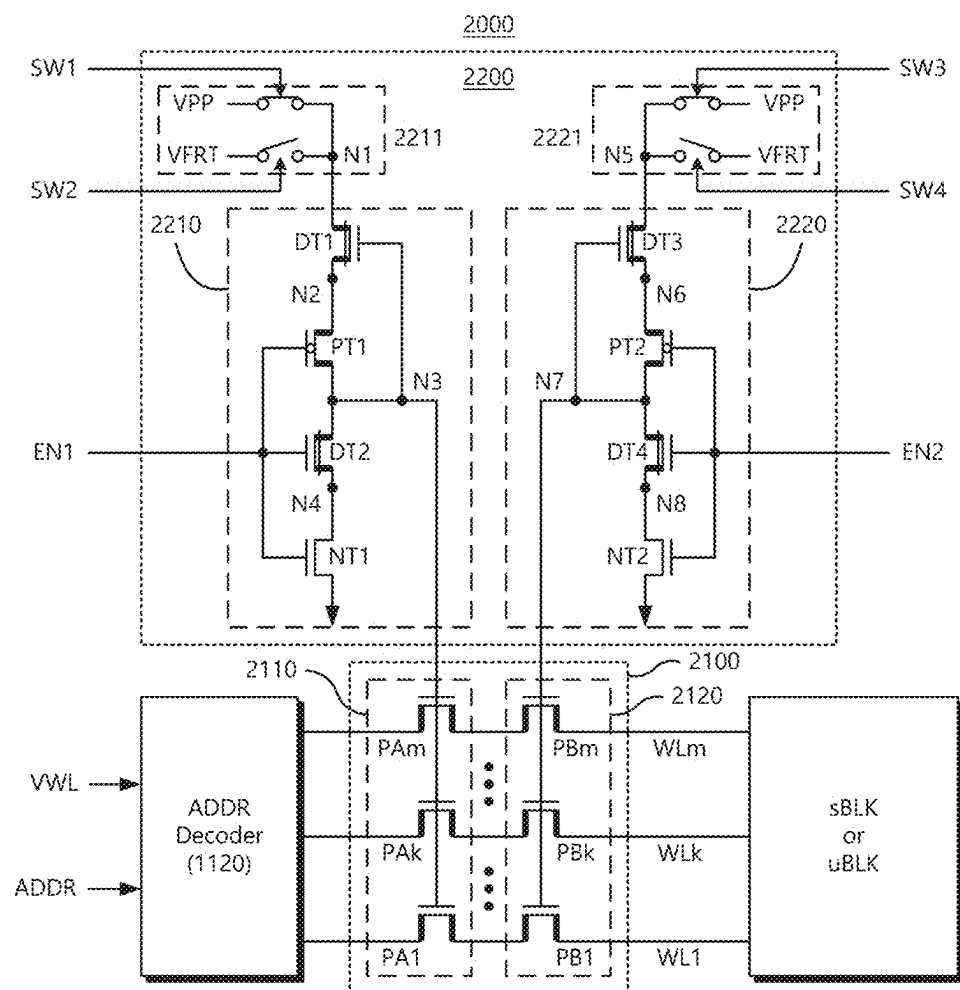 2000
SW1
2200
SW3
VPP
2211
2221
VPP
VFRT
N1
N5
VFRT
SW2
SW4
2210
DT1
DT3
2220
N2
N6
PT1
PT2
N3
N7
EN1
DT2
DT4
EN2
N4
N8
NT1
NT2
2110
2100
2120
PAm
PBm
WLm
VWL
ADDR
Decoder
(1120)
sBLK
or
uBLK
PAk
PBk
WLk
ADDR
PA1
PB1
WL1